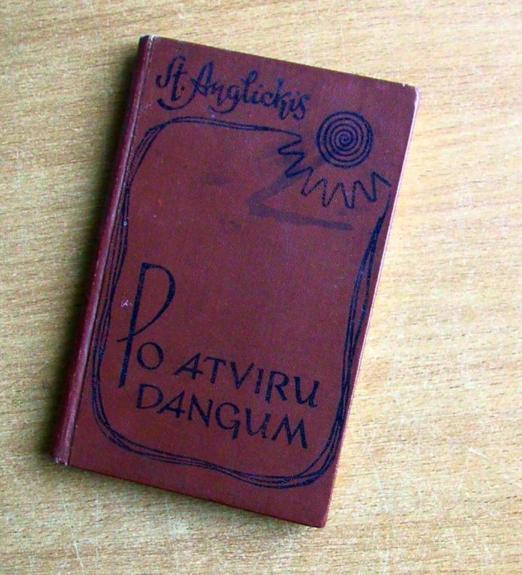 St. Anglickis
Po ATVIRU
DANGUM